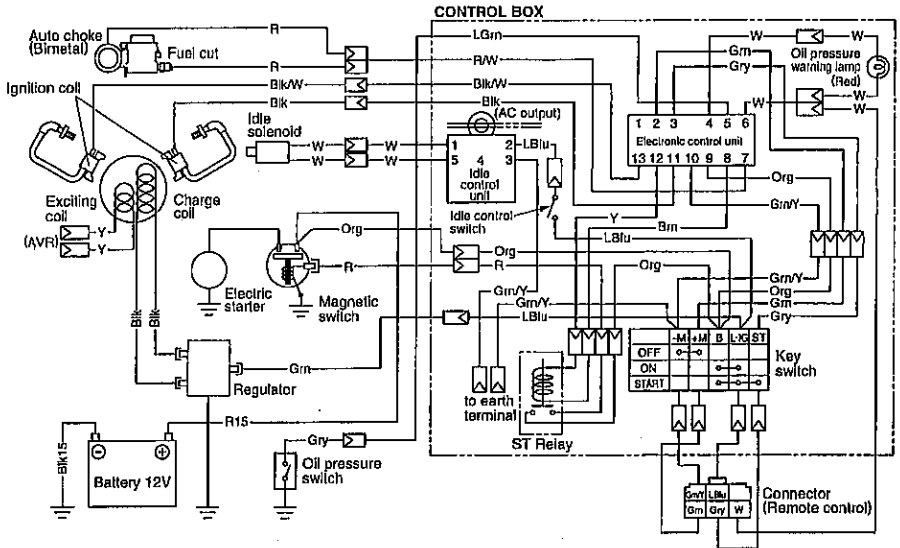 CONTROL BOX
Auto choke
(Bimetal)
Fuel cut
R
R
LGrn
R/W
Blk/W
Blk/W
Blk
Blk
W
W
Grn
Gry
Oil pressure
warning lamp
(Red)
W
W
W
Ignition coil
Idle
solenoid
W
W
W
W
(AC output)
1 2
5 4 3
Idle
control
unit
LBlu
1 2 3 4 5 6
Electronic control unit
13 12 11 10 9 8 7
Exciting
coil
(AVR)
Y
Y
Charge
coil
Idle control
switch
LBlu
Y
Brn
Org
Grn/Y
Org
Org
R
R
Org
Electric
starter
Magnetic
switch
Grn/Y
Grn/Y
LBlu
Grn/Y
Org
Grn
Gry
Blk
Blk
Grn
Regulator
-M +M B L·IG ST
OFF
ON
START
Key
switch
to earth
terminal
ST Relay
R15
Blk15
Battery 12V
Gry
Oil pressure
switch
Grn/Y LBlu
Grn Gry W
Connector
(Remote control)